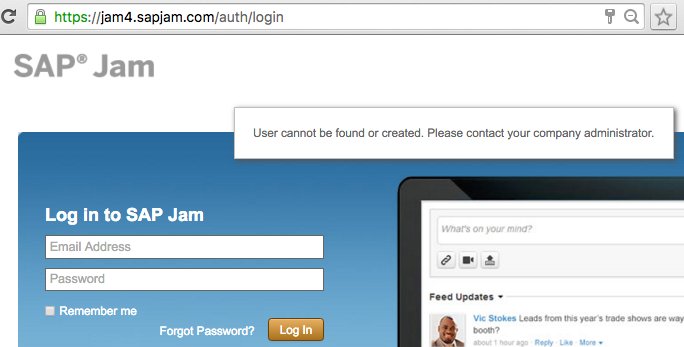 https://jam4.sapjam.com/auth/login
SAP® Jam
User cannot be found or created. Please contact your company administrator.
Log in to SAP Jam
Email Address
Password
Remember me
Forgot Password?
Log In
What's on your mind?
Feed Updates
Vic Stokes Leads from this year's trade shows are way
booth?
about 1 hour ago · Reply · Like · More